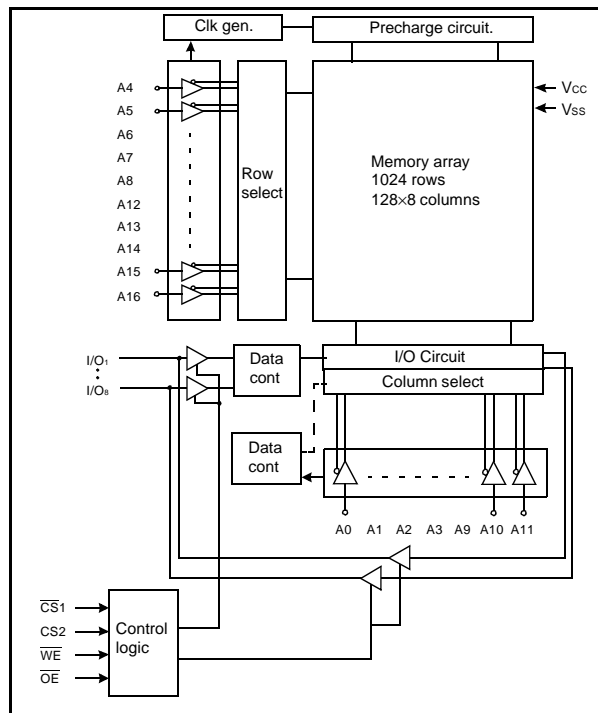 Clk gen.
Precharge circuit.
A4
A5
A6
A7
A8
A12
A13
A14
A15
A16
Row
select
Memory array
1024 rows
128×8 columns
Vcc
Vss
I/O1
I/O8
Data
cont
I/O Circuit
Column select
Data
cont
A0 A1 A2 A3 A9 A10 A11
CS1
CS2
WE
OE
Control
logic